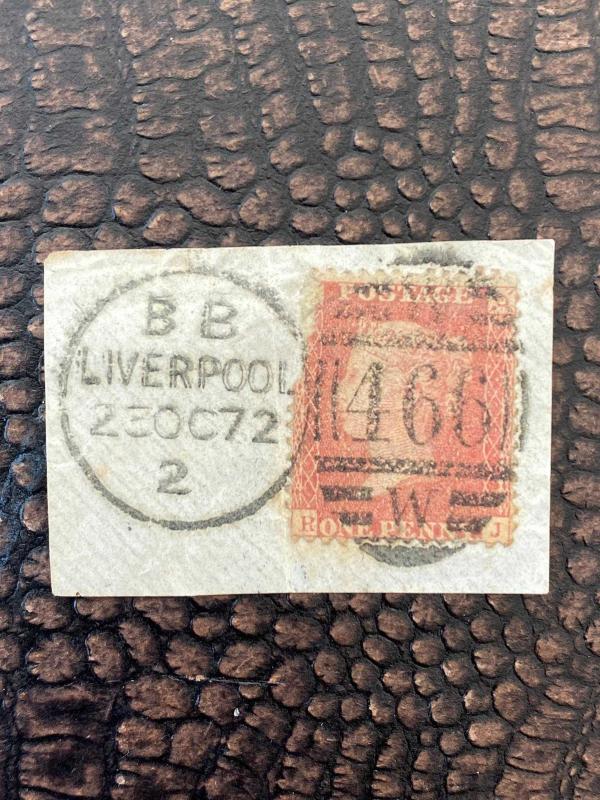 B B
LIVERPOOL
23OC72
2
POSTAGE
466
W
R ONE PENNY J